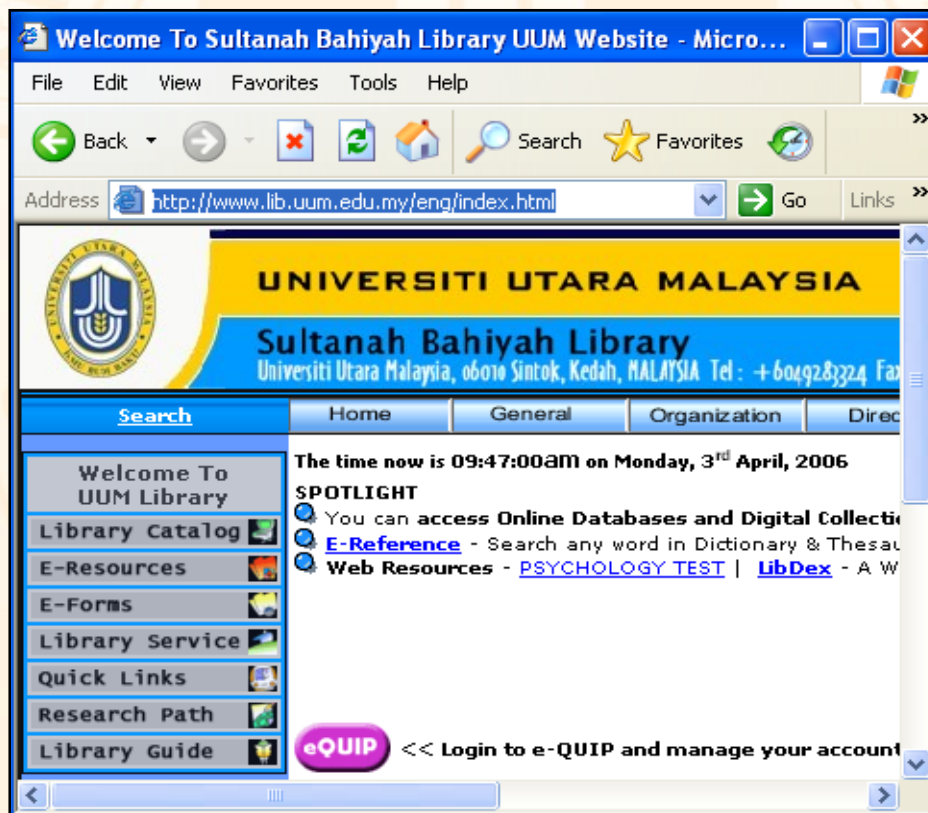 Welcome To Sultanah Bahiyah Library UUM Website - Micro...
File Edit View Favorites Tools Help
Back Search Favorites »
Address http://www.lib.uum.edu.my/eng/index.html Go Links »
UNIVERSITI UTARA MALAYSIA
Sultanah Bahiyah Library
Universiti Utara Malaysia, 06010 Sintok, Kedah, MALAYSIA Tel : +6049283324 Fax
Search Home General Organization Direc
The time now is 09:47:00am on Monday, 3rd April, 2006
SPOTLIGHT
You can access Online Databases and Digital Collectio
E-Reference - Search any word in Dictionary & Thesau
Web Resources - PSYCHOLOGY TEST | LibDex - A W
Welcome To
UUM Library
Library Catalog
E-Resources
E-Forms
Library Service
Quick Links
Research Path
Library Guide
eQUIP << Login to e-QUIP and manage your account